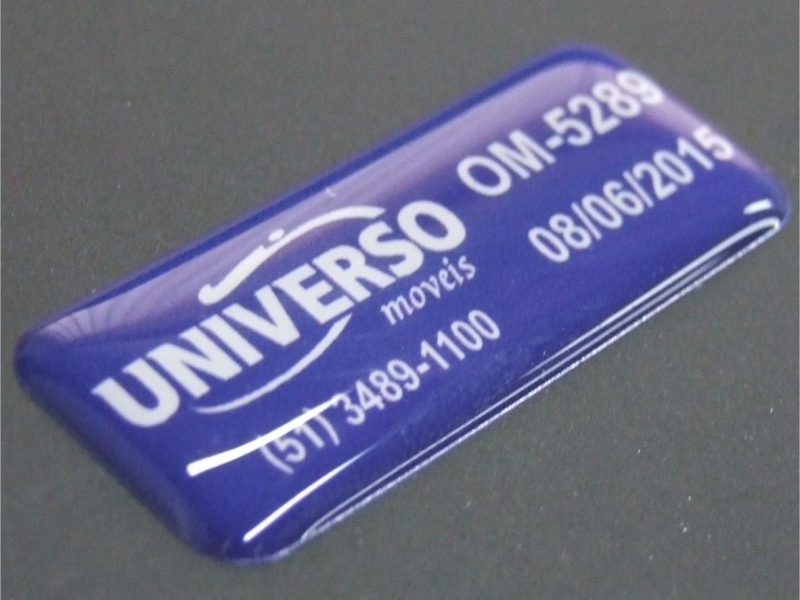 UNIVERSO
moveis
(51) 3489-1100
OM-5289
08/06/2015